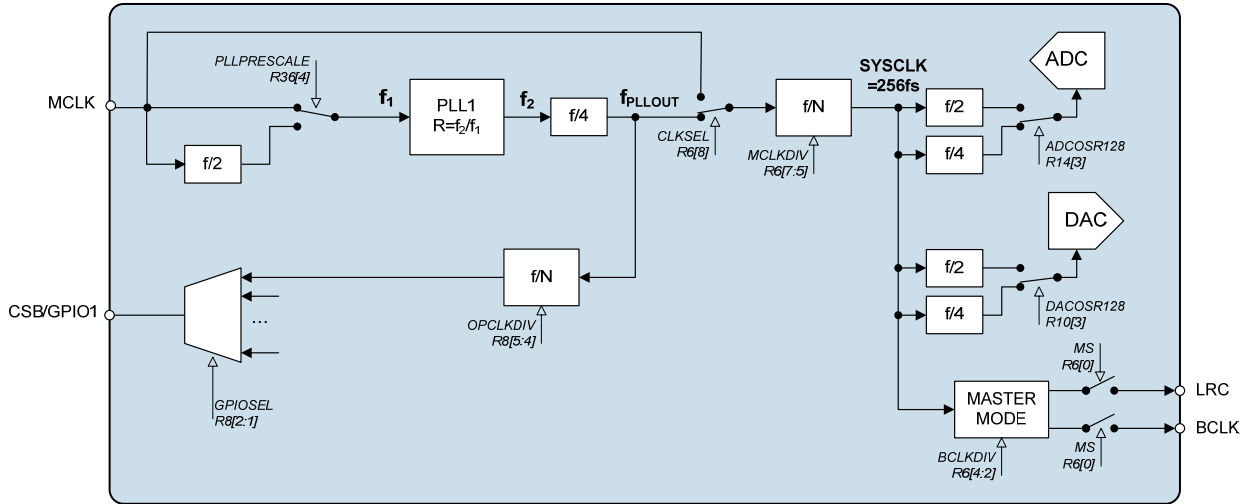 PLLPRESCALE
R36[4]
MCLK
f/2
f1
PLL1
R=f2/f1
f2
f/4
fPLLOUT
CLKSEL
R6[8]
f/N
MCLKDIV
R6[7:5]
SYSCLK
=256fs
f/2
f/4
ADC
ADCOSR128
R14[3]
DAC
f/2
f/4
DACOSR128
R10[3]
CSB/GPIO1
...
GPIOSEL
R8[2:1]
f/N
OPCLKDIV
R8[5:4]
MASTER
MODE
BCLKDIV
R6[4:2]
MS
R6[0]
LRC
BCLK
MS
R6[0]